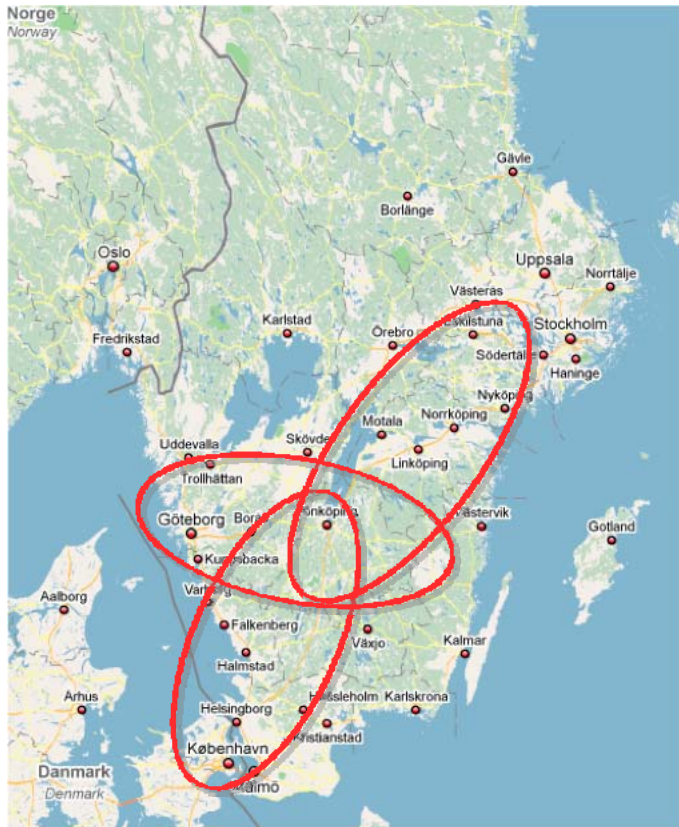 Norge
Norway
Gävle
Borlänge
Oslo
Uppsala
Norrtälje
Västerås
Karlstad
Örebro
Eskilstuna
Stockholm
Fredrikstad
Södertälje
Haninge
Nyköping
Motala
Norrköping
Uddevalla
Skövde
Linköping
Trollhättan
Göteborg
Borås
Jönköping
Västervik
Gotland
Kungsbacka
Aalborg
Varberg
Falkenberg
Växjo
Halmstad
Kalmar
Århus
Helsingborg
Hässleholm
Karlskrona
Kristianstad
København
Malmö
Danmark
Denmark